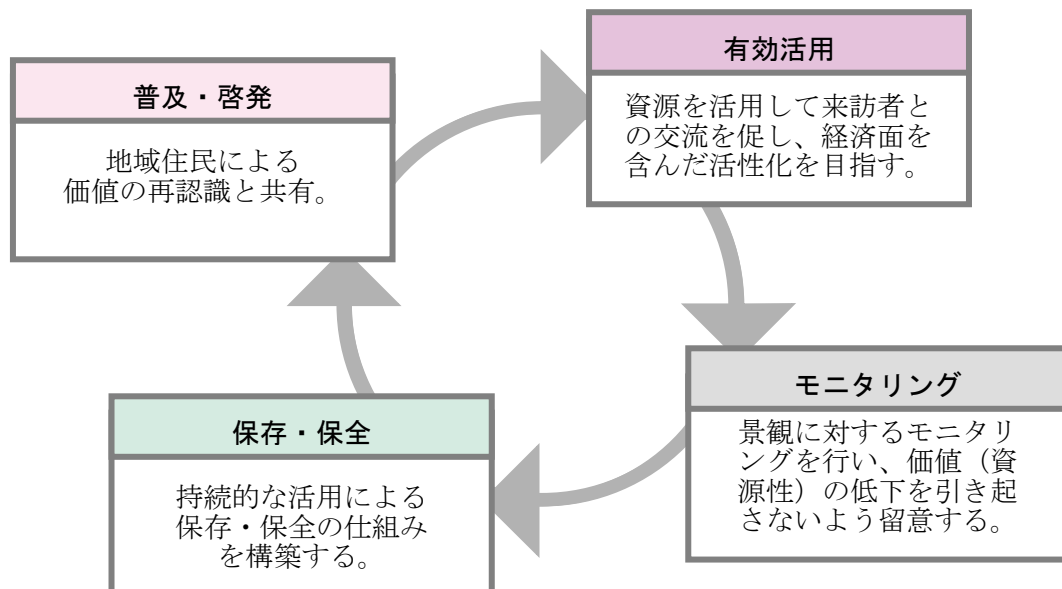 普及・啓発
地域住民による
価値の再認識と共有。
有効活用
資源を活用して来訪者と
の交流を促し、経済面を
含んだ活性化を目指す。
モニタリング
景観に対するモニタリ
ングを行い、価値（資
源性）の低下を引き起
さないよう留意する。
保存・保全
持続的な活用による
保存・保全の仕組み
を構築する。